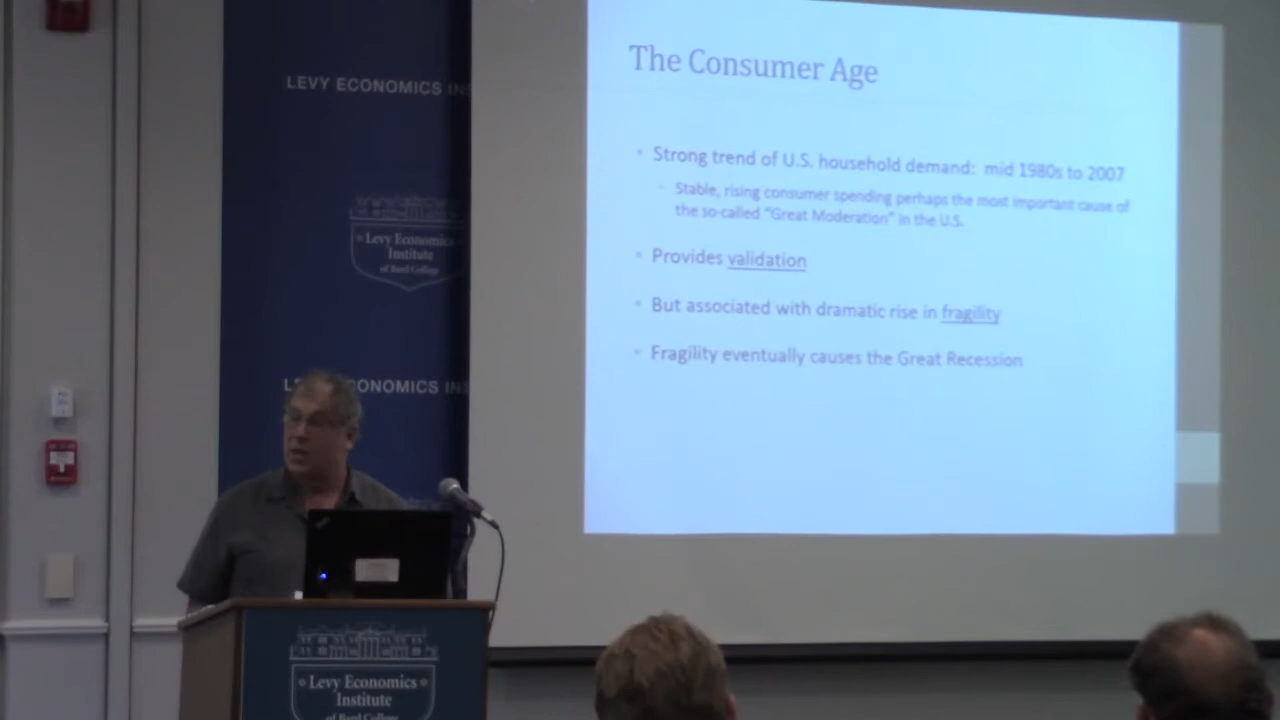 LEVY ECONOMICS INS
Levy Economics
Institute
of Bard College
ECONOMICS INS
The Consumer Age
Strong trend of U.S. household demand: mid 1980s to 2007
Stable, rising consumer spending perhaps the most important cause of
the so-called "Great Moderation" in the U.S.
Provides validation
But associated with dramatic rise in fragility
Fragility eventually causes the Great Recession
Levy Economics
Institute
of Bard College